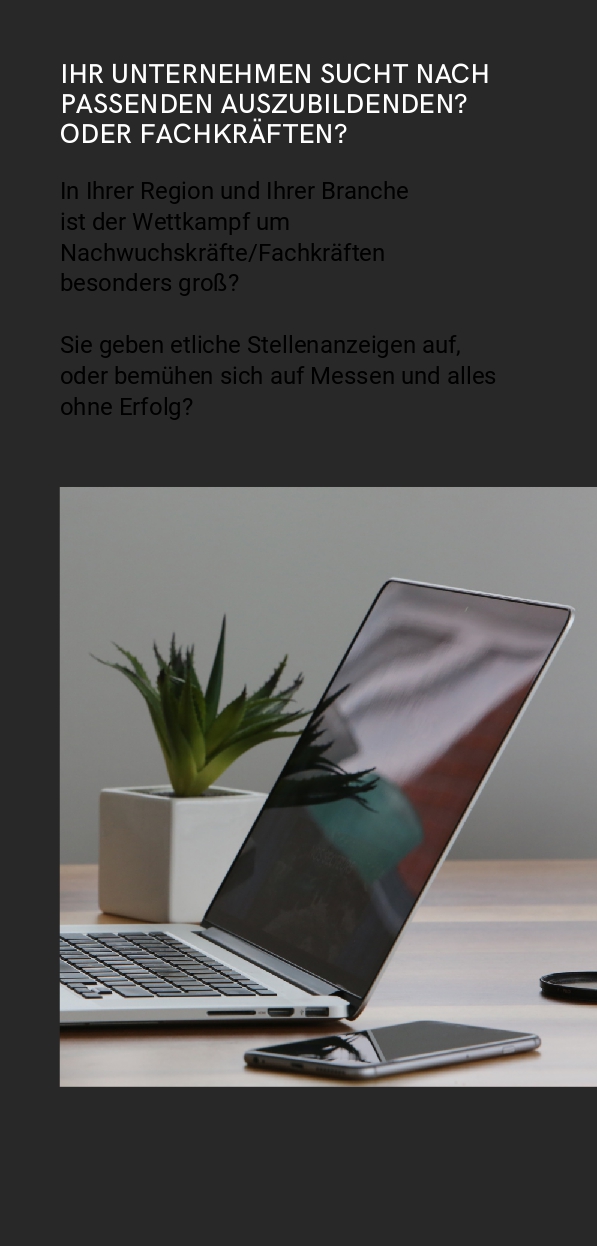 IHR UNTERNEHMEN SUCHT NACH
PASSENDEN AUSZUBILDENDEN?
ODER FACHKRÄFTEN?
In Ihrer Region und Ihrer Branche
ist der Wettkampf um
Nachwuchskräfte/Fachkräften
besonders groß?
Sie geben etliche Stellenanzeigen auf,
oder bemühen sich auf Messen und alles
ohne Erfolg?